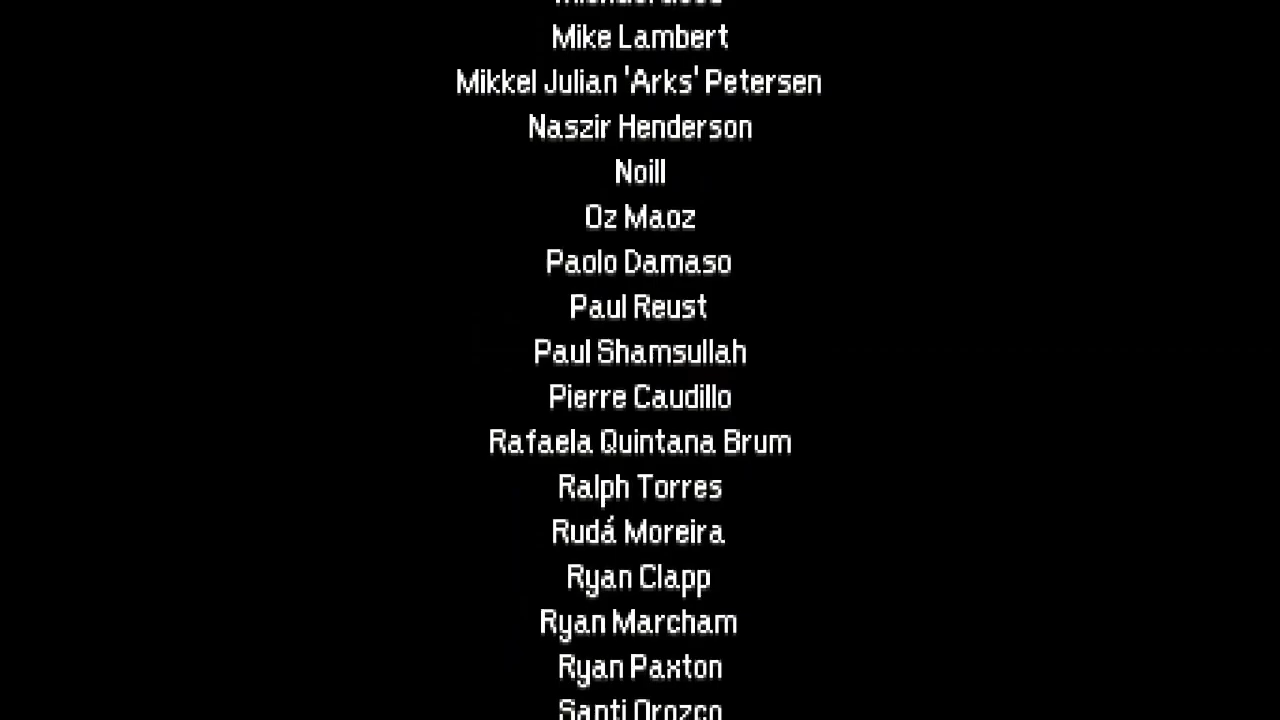 Mike Lambert
Mikkel Julian 'Arks' Petersen
Naszir Henderson
Noill
Oz Maoz
Paolo Damaso
Paul Reust
Paul Shamsullah
Pierre Caudillo
Rafaela Quintana Brum
Ralph Torres
Rudá Moreira
Ryan Clapp
Ryan Marcham
Ryan Paxton
Santi Orozco